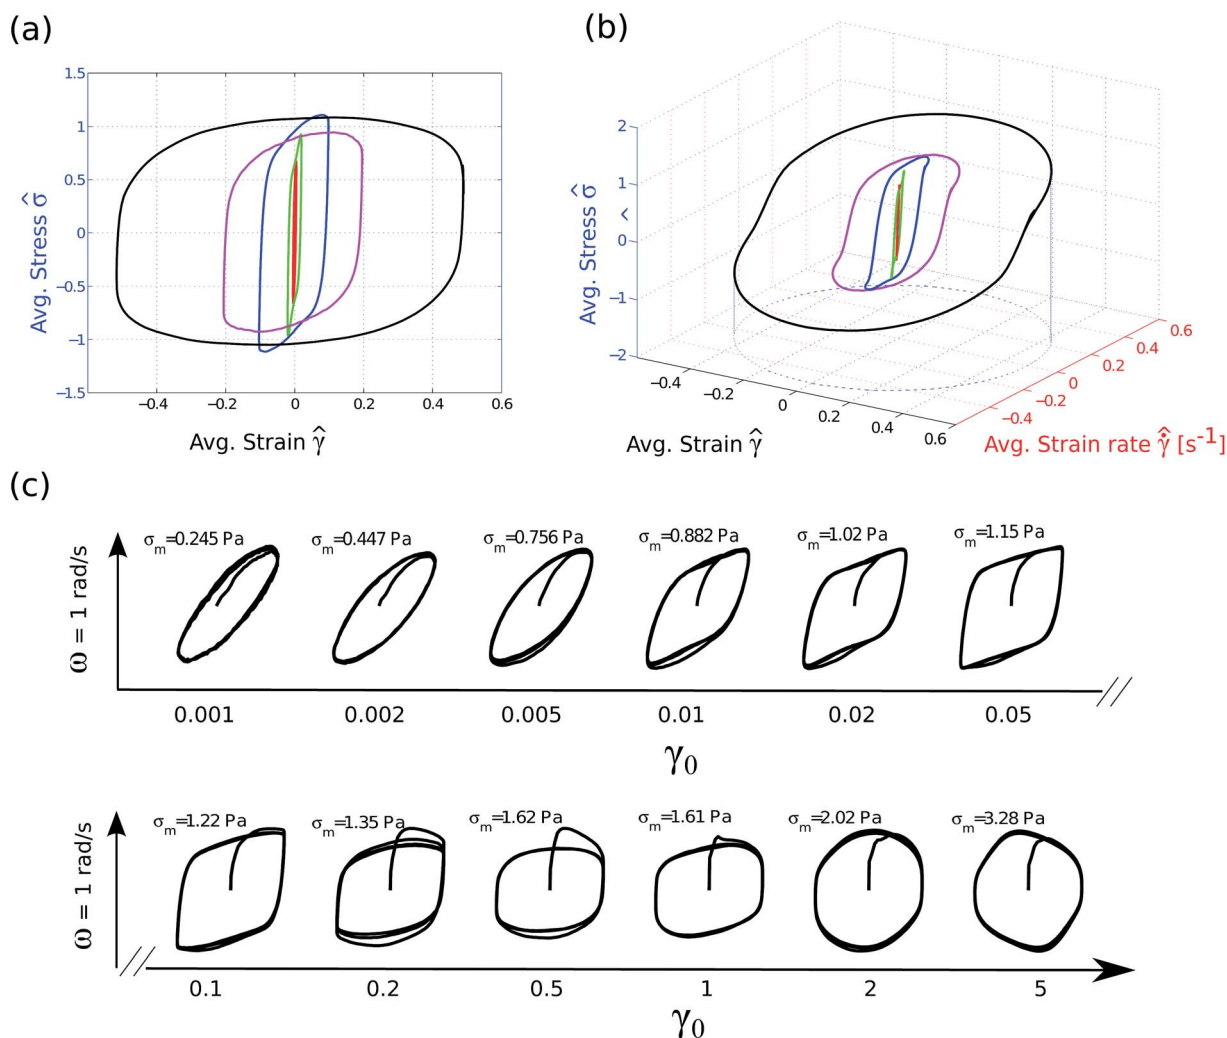 (a)
1.5
1
0.5
0
−0.5
−1
−1.5
−0.4
−0.2
0
0.2
0.4
0.6
Avg. Stress σ̂
Avg. Strain γ̂
(b)
2
1
0
−1
−2
Avg. Stress σ̂
^
−0.4
−0.2
0
0.2
0.4
0.6
Avg. Strain γ̂
−0.4
−0.2
0
0.2
0.4
0.6
Avg. Strain rate γ̇̂ [s⁻¹]
(c)
ω = 1 rad/s
σm=0.245 Pa
σm=0.447 Pa
σm=0.756 Pa
σm=0.882 Pa
σm=1.02 Pa
σm=1.15 Pa
0.001
0.002
0.005
0.01
0.02
0.05
γ0
ω = 1 rad/s
σm=1.22 Pa
σm=1.35 Pa
σm=1.62 Pa
σm=1.61 Pa
σm=2.02 Pa
σm=3.28 Pa
0.1
0.2
0.5
1
2
5
γ0